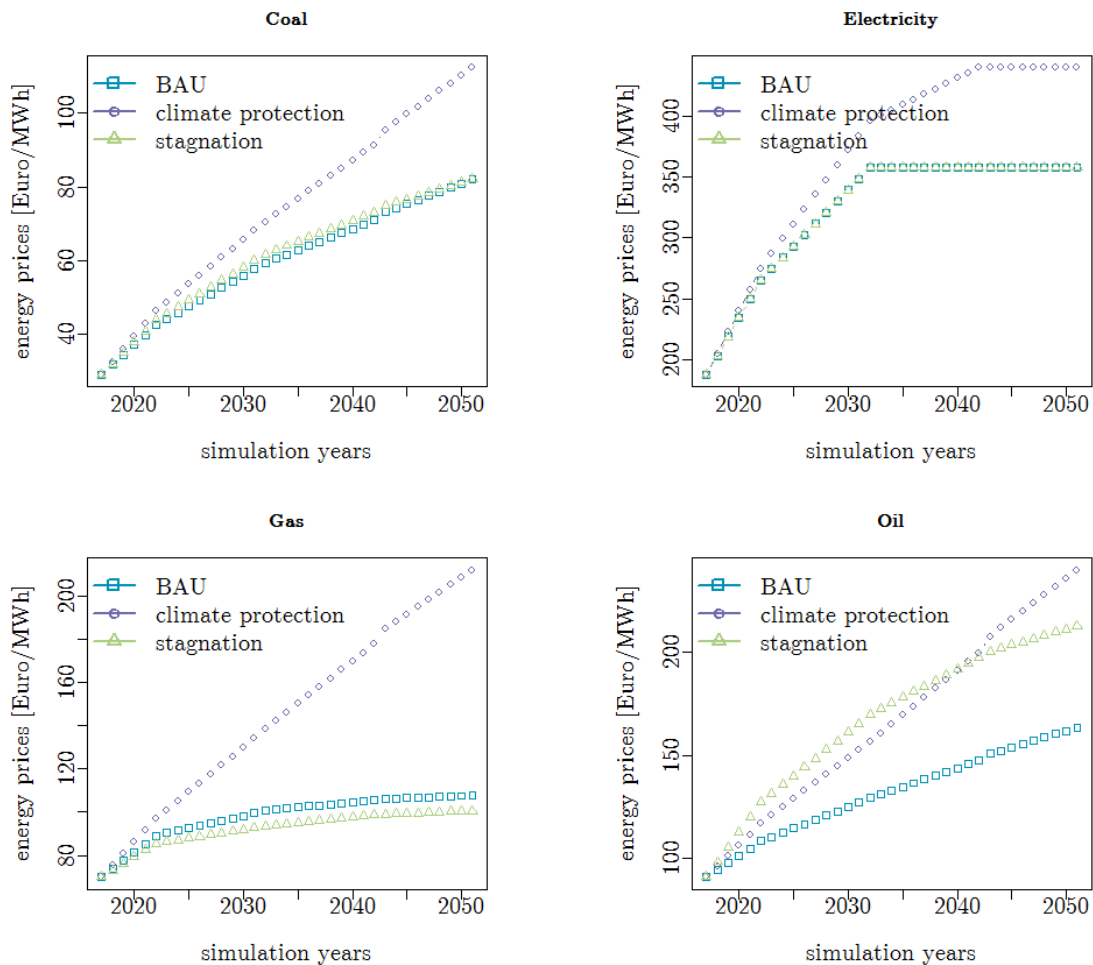 Coal
energy prices [Euro/MWh]
100
80
60
40
BAU
climate protection
stagnation
2020 2030 2040 2050
simulation years
Electricity
energy prices [Euro/MWh]
400
350
300
250
200
BAU
climate protection
stagnation
2020 2030 2040 2050
simulation years
Gas
energy prices [Euro/MWh]
200
160
120
80
BAU
climate protection
stagnation
2020 2030 2040 2050
simulation years
Oil
energy prices [Euro/MWh]
200
150
100
BAU
climate protection
stagnation
2020 2030 2040 2050
simulation years